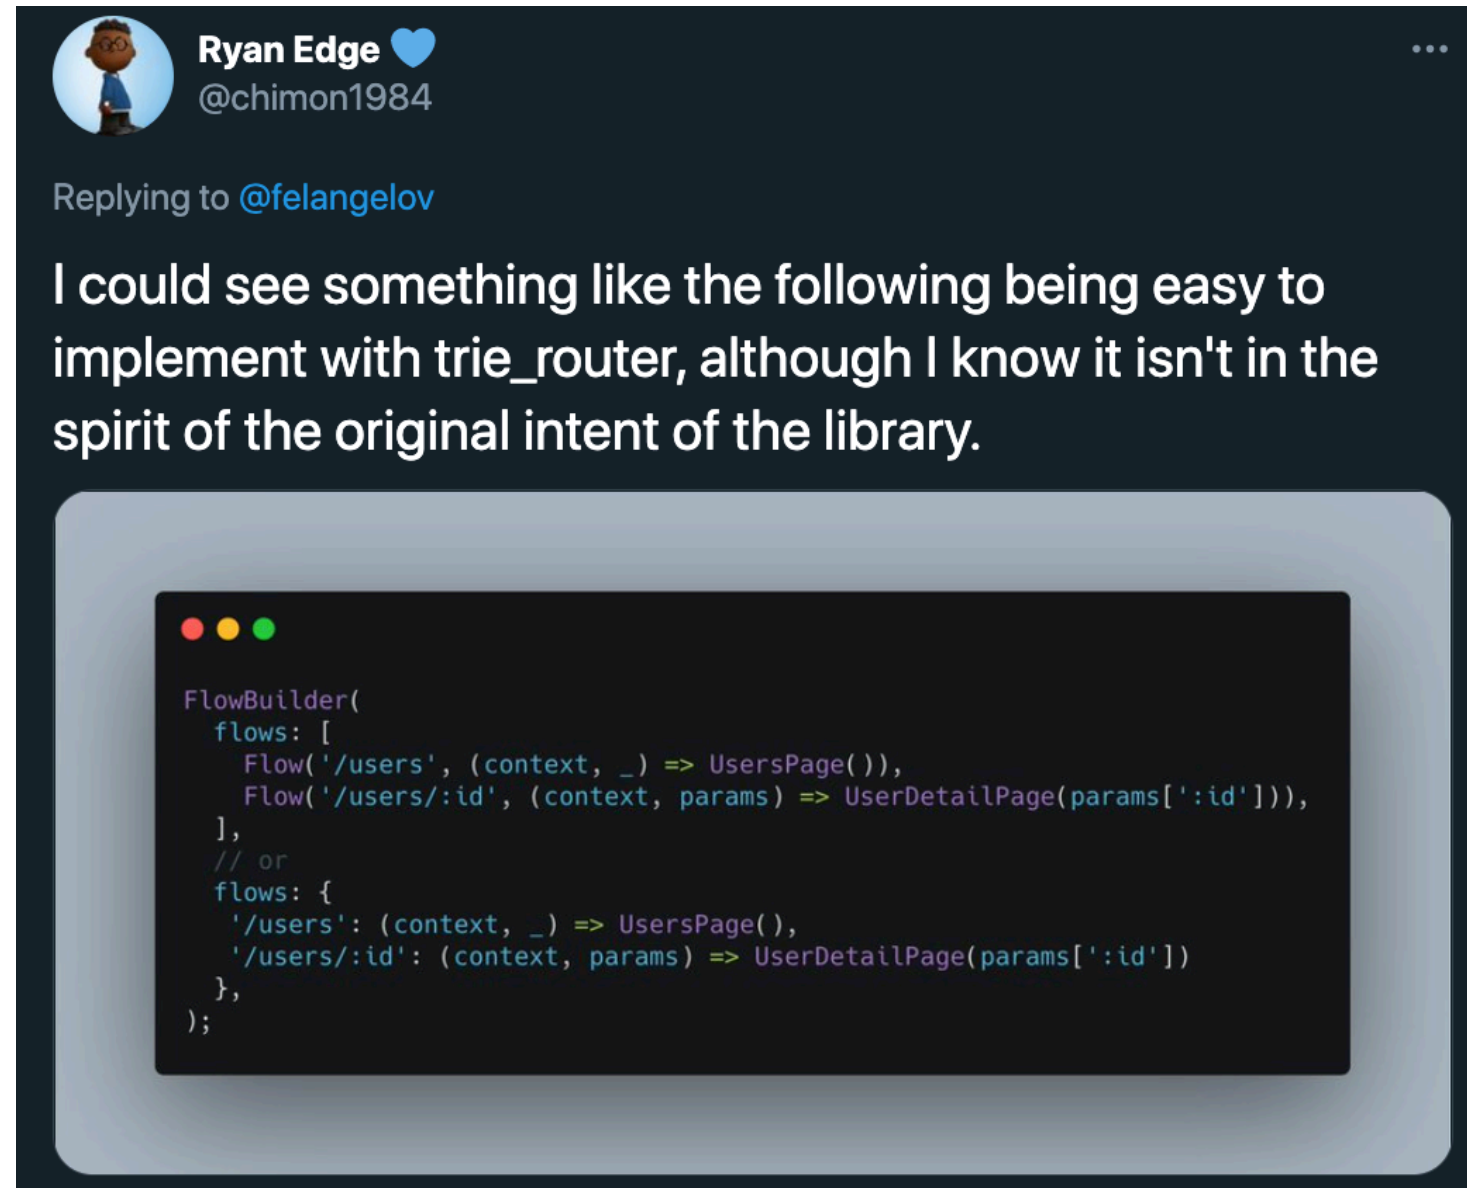 Ryan Edge 💙
@chimon1984
Replying to @felangelov
I could see something like the following being easy to
implement with trie_router, although I know it isn't in the
spirit of the original intent of the library.
FlowBuilder(
  flows: [
    Flow('/users', (context, _) => UsersPage()),
    Flow('/users/:id', (context, params) => UserDetailPage(params[':id'])),
  ],
  // or
  flows: {
   '/users': (context, _) => UsersPage(),
   '/users/:id': (context, params) => UserDetailPage(params[':id'])
  },
);